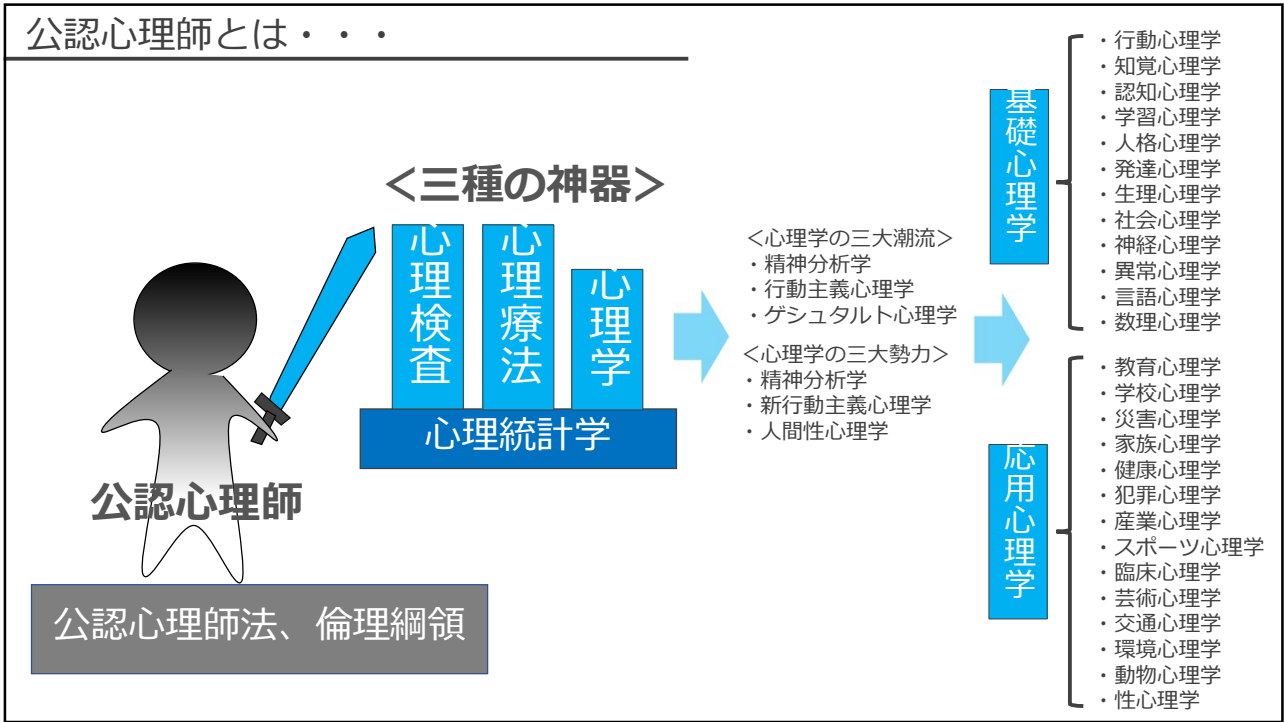 公認心理師とは・・・
＜三種の神器＞
心理検査
心理療法
心理学
心理統計学
公認心理師
公認心理師法、倫理綱領
＜心理学の三大潮流＞
・精神分析学
・行動主義心理学
・ゲシュタルト心理学
＜心理学の三大勢力＞
・精神分析学
・新行動主義心理学
・人間性心理学
基礎心理学
・行動心理学
・知覚心理学
・認知心理学
・学習心理学
・人格心理学
・発達心理学
・生理心理学
・社会心理学
・神経心理学
・異常心理学
・言語心理学
・数理心理学
応用心理学
・教育心理学
・学校心理学
・災害心理学
・家族心理学
・健康心理学
・犯罪心理学
・産業心理学
・スポーツ心理学
・臨床心理学
・芸術心理学
・交通心理学
・環境心理学
・動物心理学
・性心理学